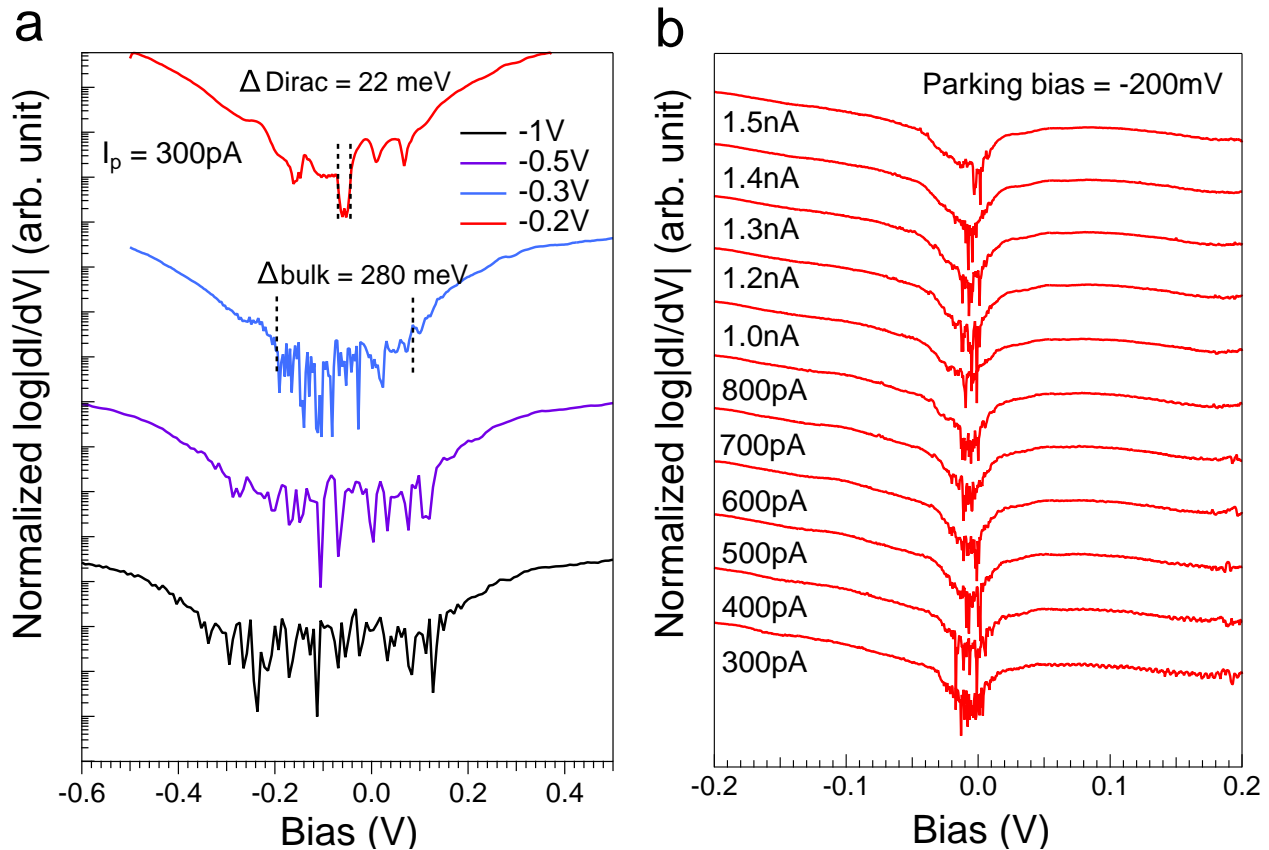 a
Normalized log|dI/dV| (arb. unit)
Δ Dirac = 22 meV
I_p = 300pA
-1V
-0.5V
-0.3V
-0.2V
Δbulk = 280 meV
-0.6 -0.4 -0.2 0.0 0.2 0.4
Bias (V)
b
Normalized log|dI/dV| (arb. unit)
Parking bias = -200mV
1.5nA
1.4nA
1.3nA
1.2nA
1.0nA
800pA
700pA
600pA
500pA
400pA
300pA
-0.2 -0.1 0.0 0.1 0.2
Bias (V)